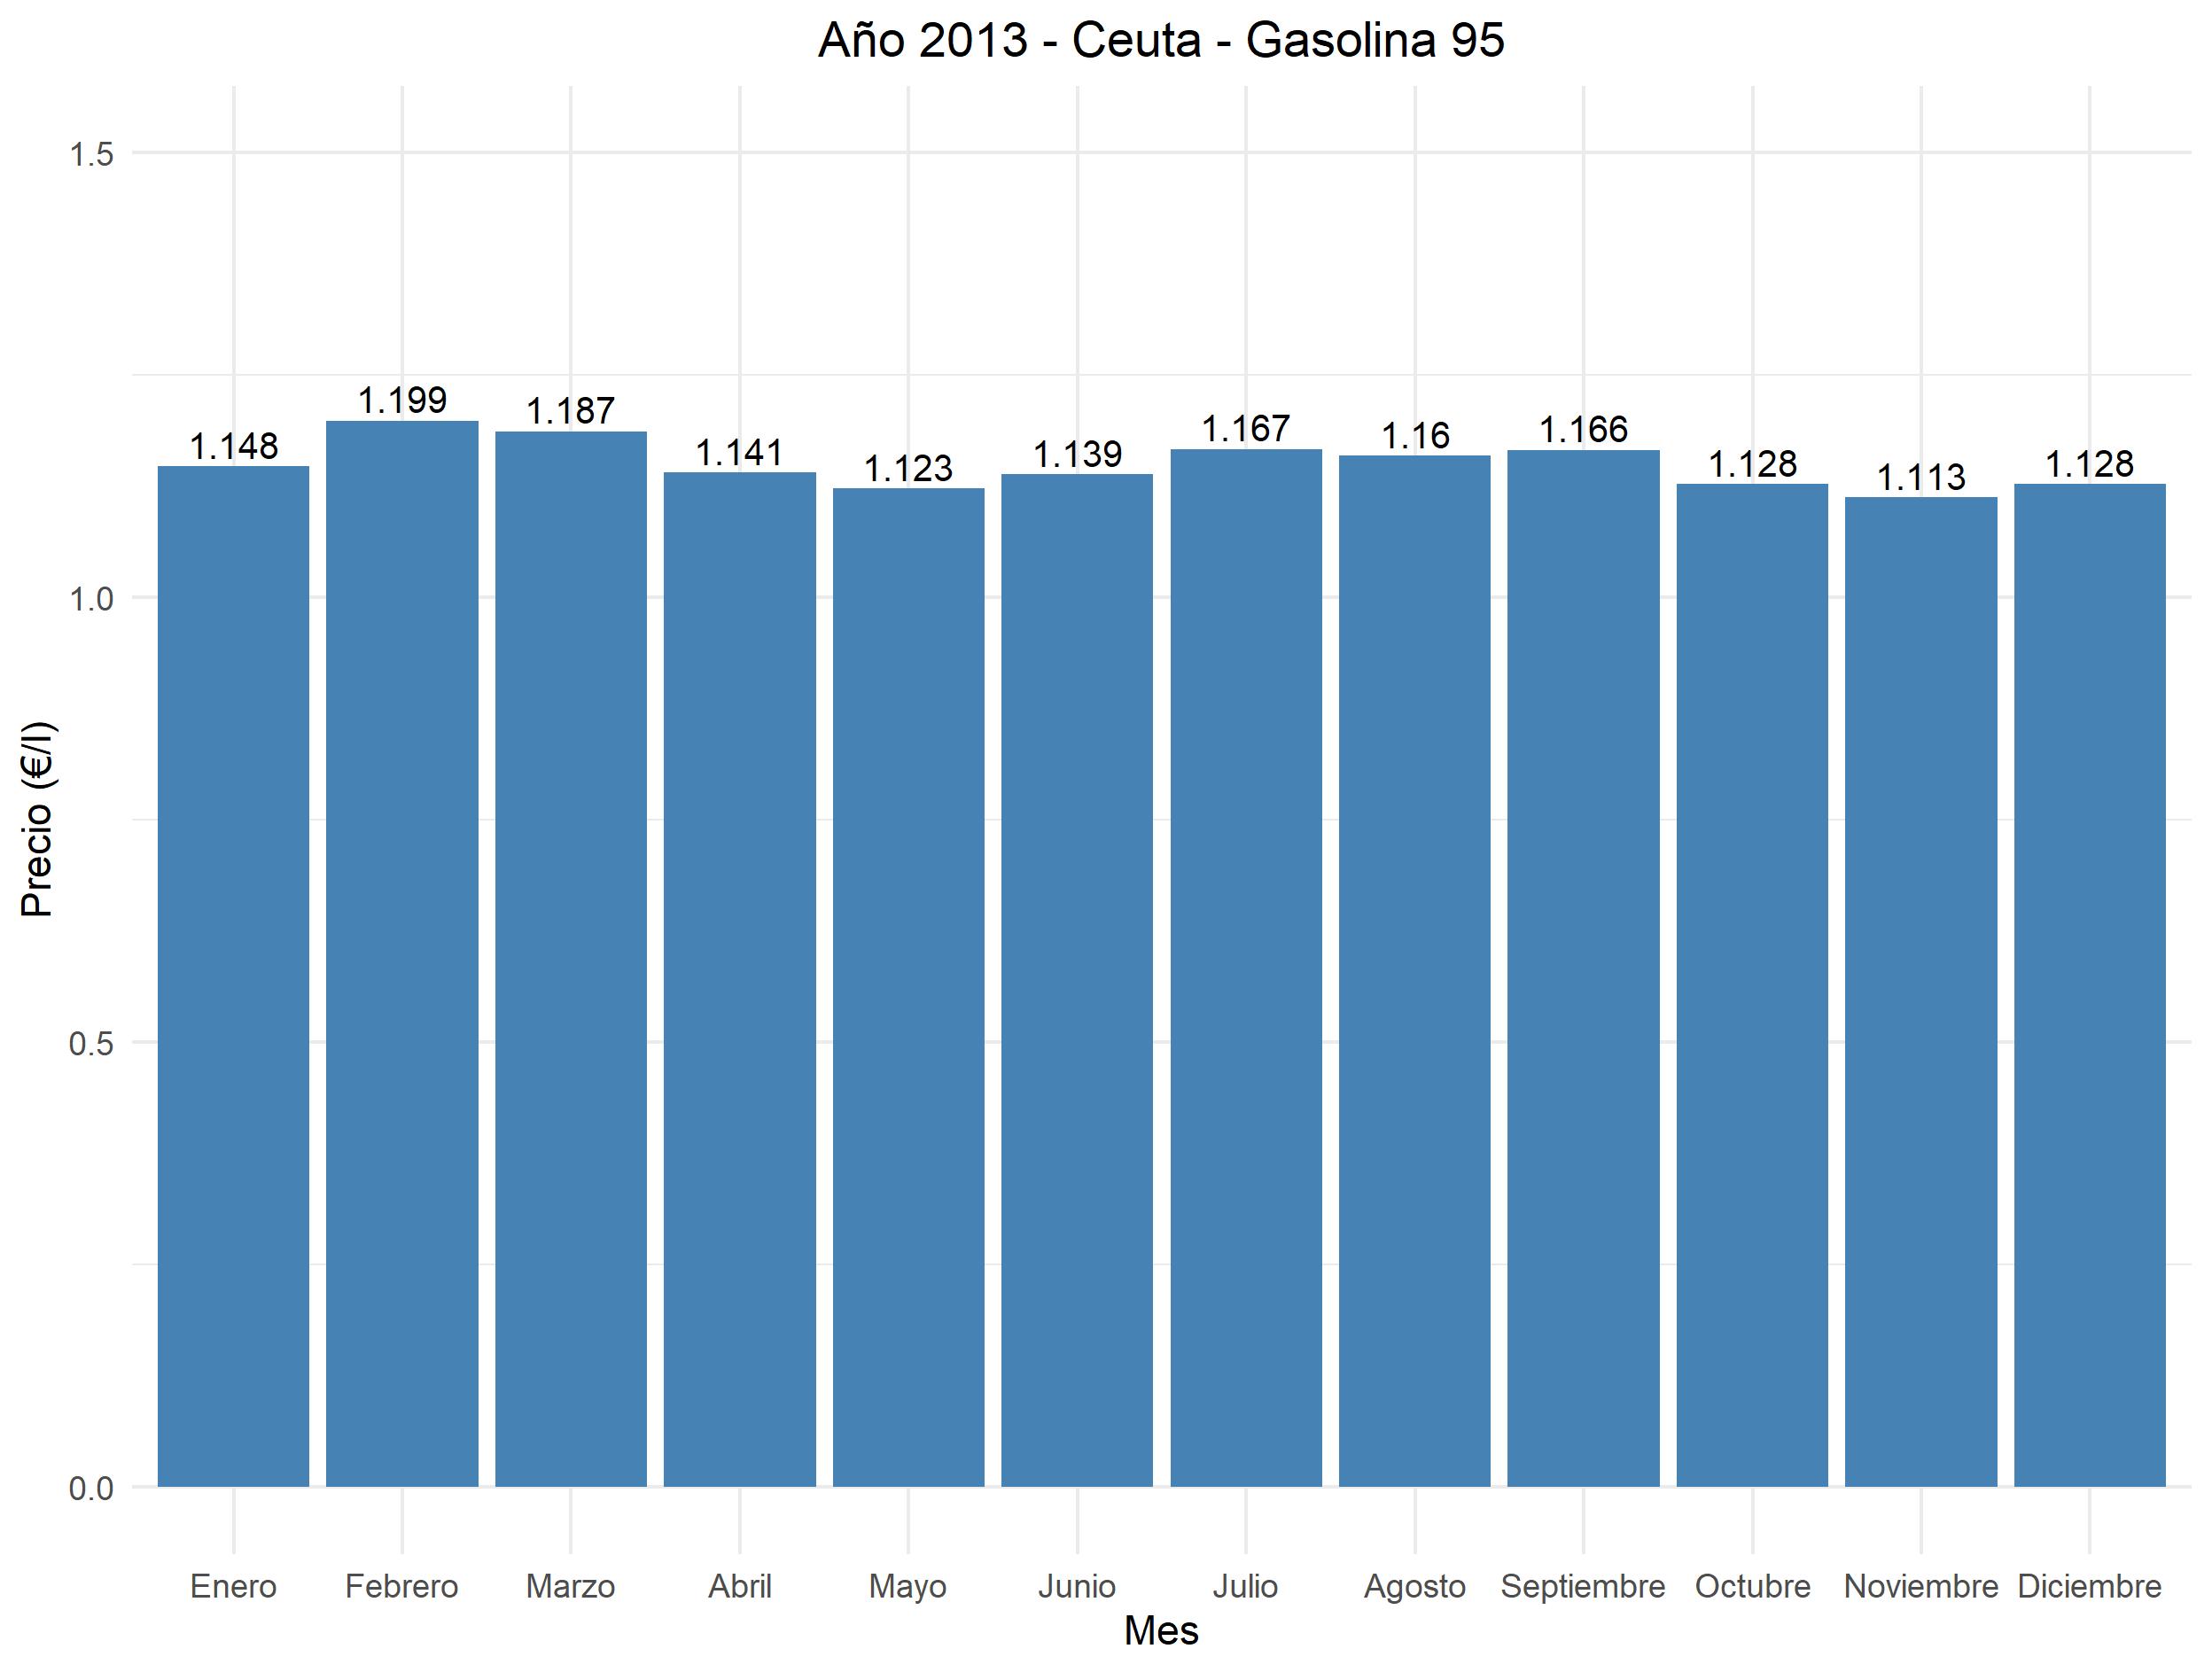 Año 2013 - Ceuta - Gasolina 95
1.5
1.0
0.5
0.0
Precio (€/l)
1.148
1.199
1.187
1.141
1.123
1.139
1.167
1.16
1.166
1.128
1.113
1.128
Enero
Febrero
Marzo
Abril
Mayo
Junio
Julio
Agosto
Septiembre
Octubre
Noviembre
Diciembre
Mes